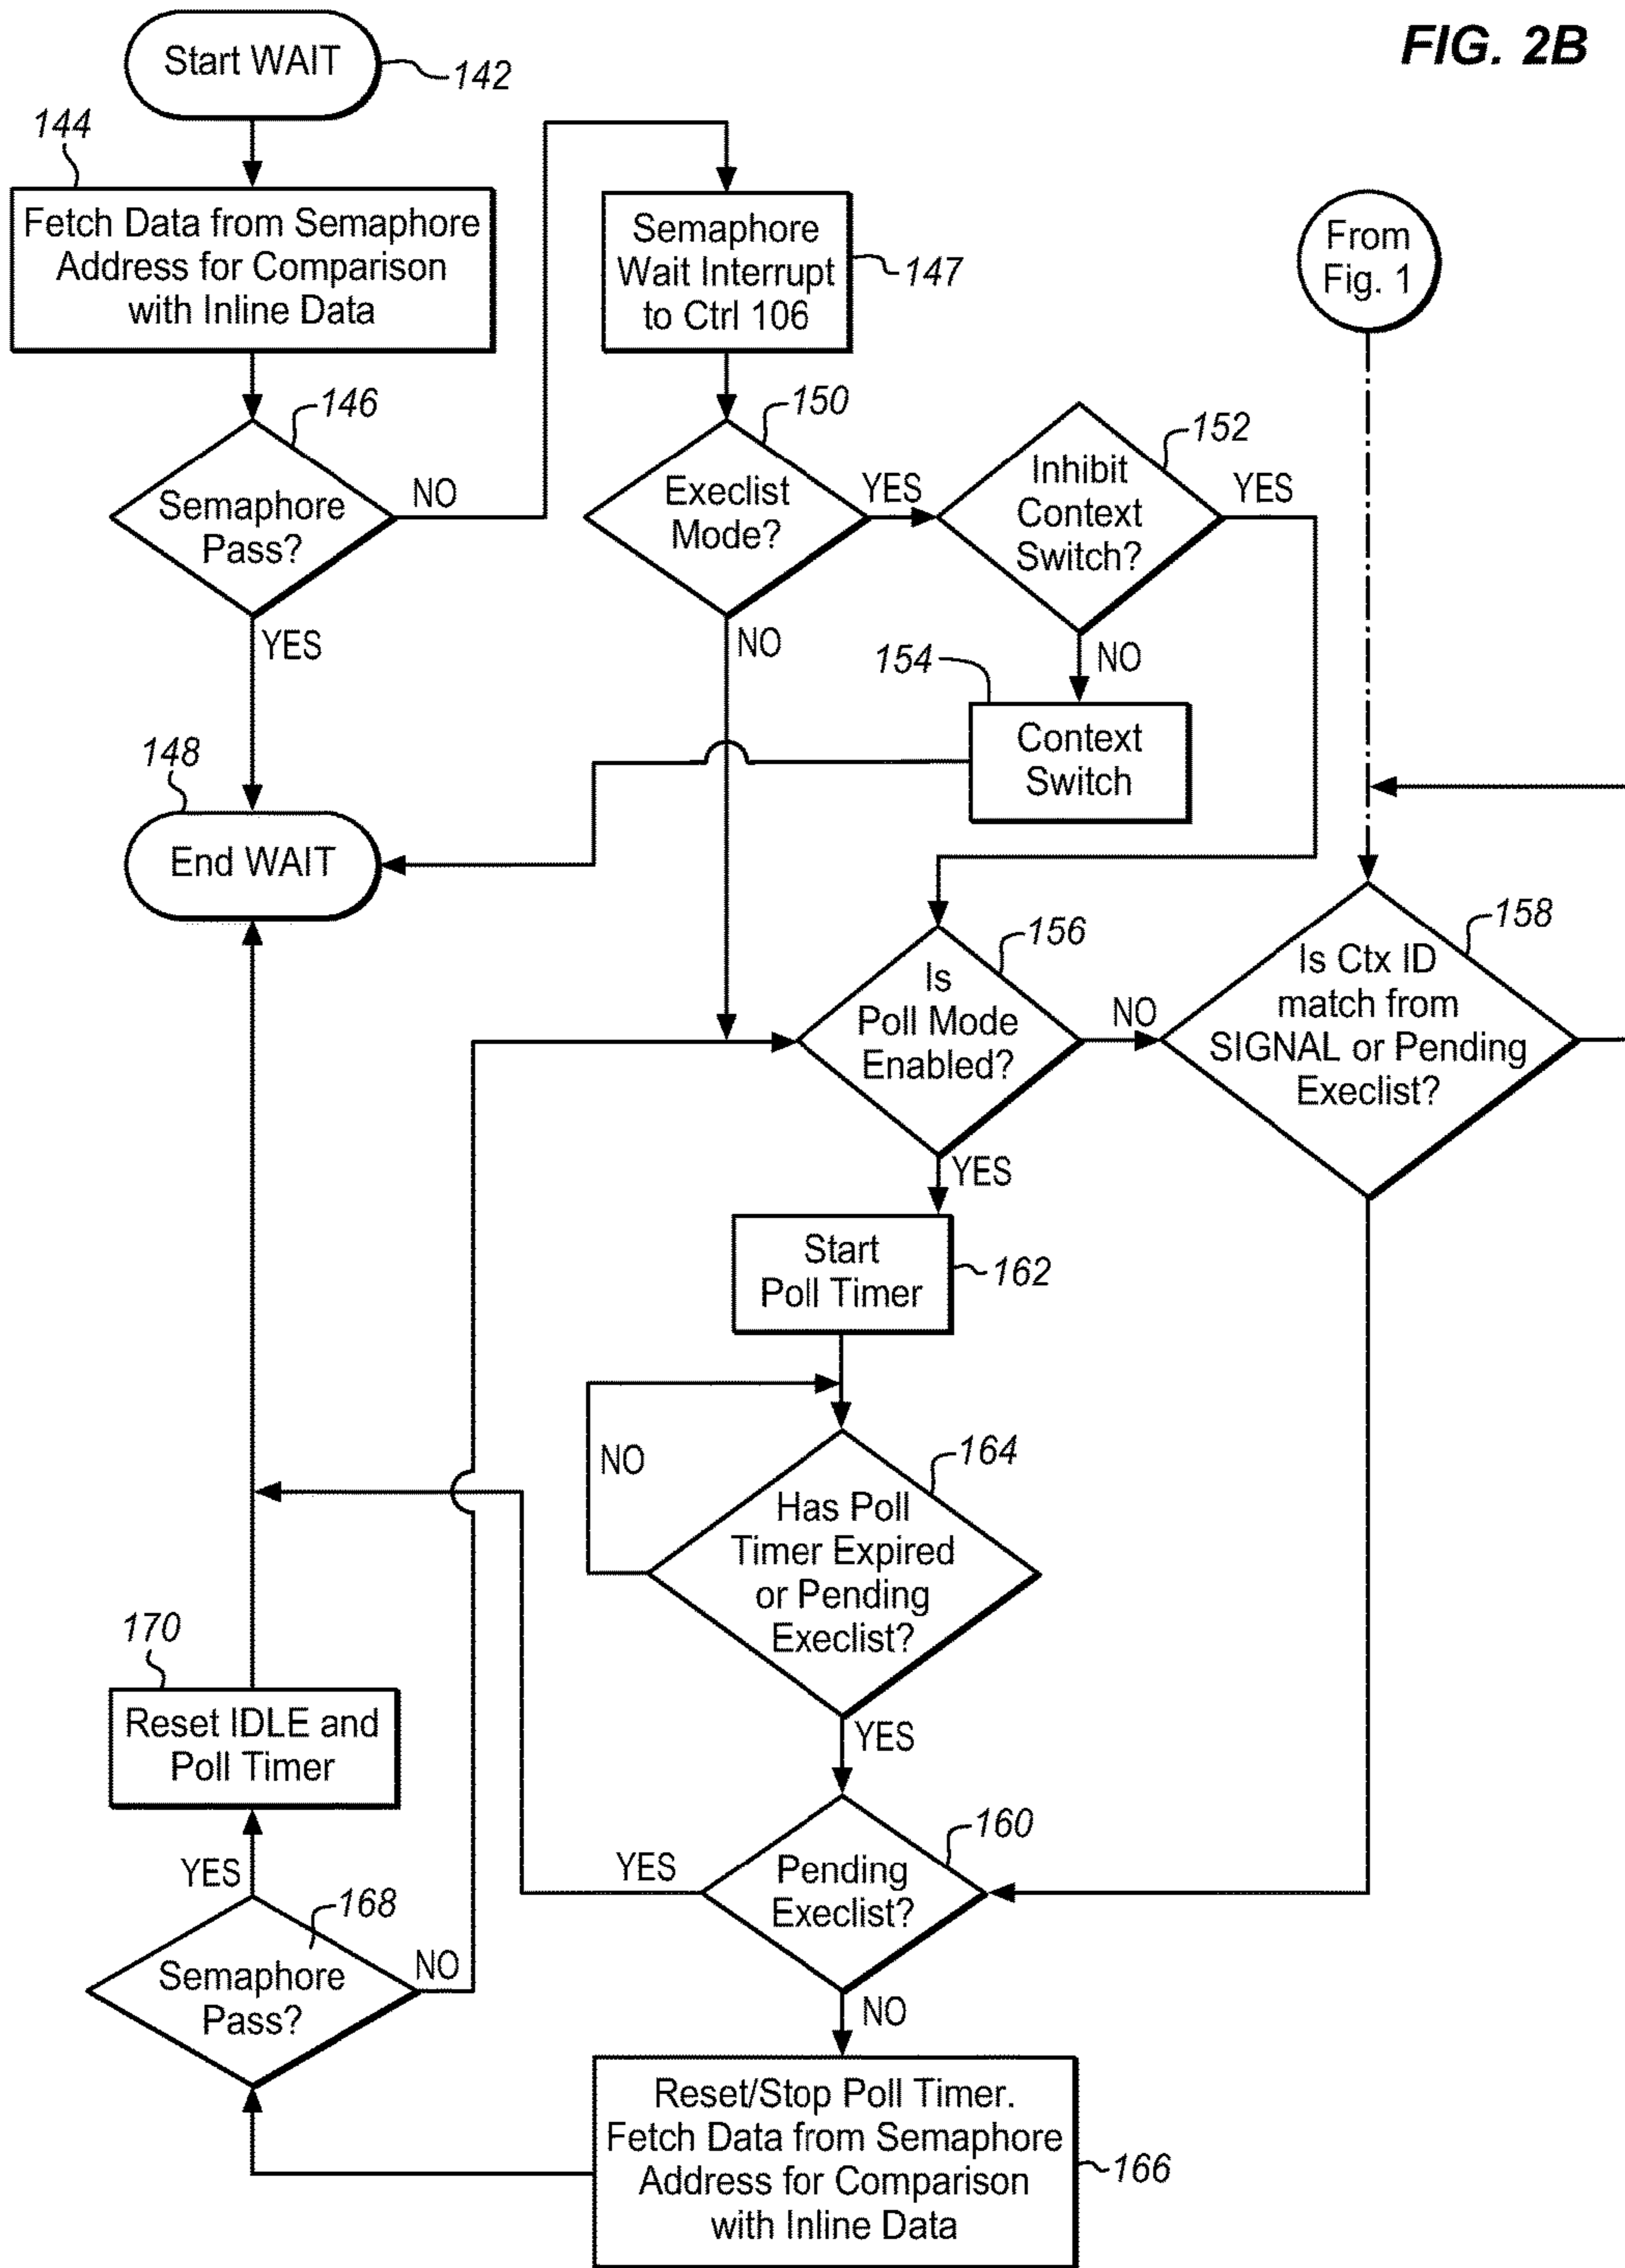 FIG. 2B
Start WAIT
142
144
Fetch Data from Semaphore
Address for Comparison
with Inline Data
Semaphore
Wait Interrupt
to Ctrl 106
147
From
Fig. 1
146
Semaphore
Pass?
NO
YES
150
Execlist
Mode?
YES
NO
152
Inhibit
Context
Switch?
YES
NO
154
Context
Switch
148
End WAIT
156
Is
Poll Mode
Enabled?
NO
YES
158
Is Ctx ID
match from
SIGNAL or Pending
Execlist?
Start
Poll Timer
162
NO
164
Has Poll
Timer Expired
or Pending
Execlist?
YES
170
Reset IDLE and
Poll Timer
YES
160
Pending
Execlist?
YES
NO
168
Semaphore
Pass?
NO
Reset/Stop Poll Timer.
Fetch Data from Semaphore
Address for Comparison
with Inline Data
166